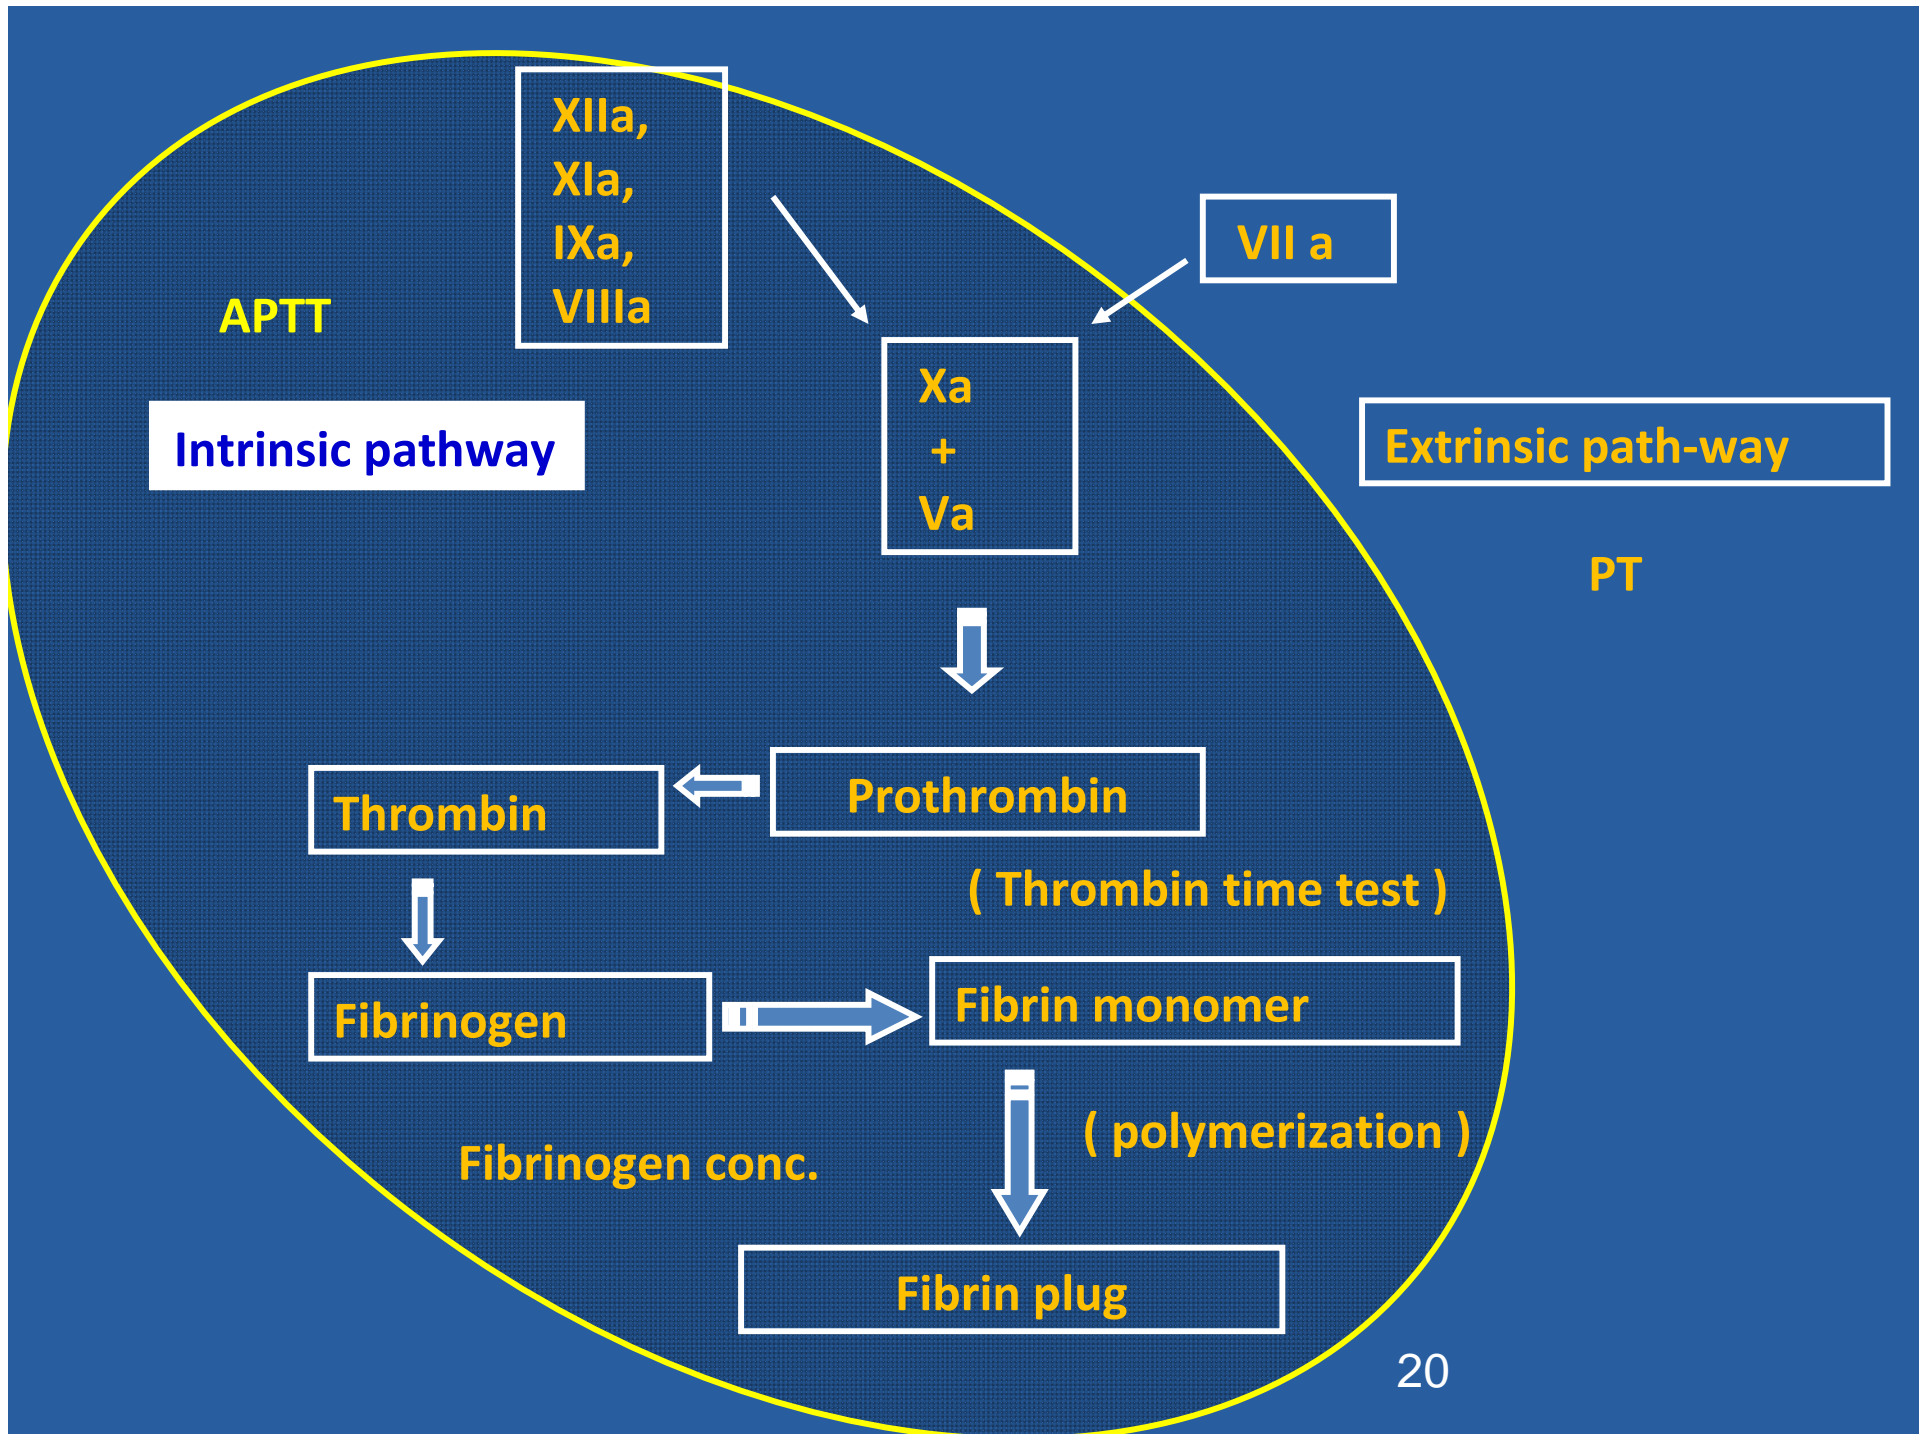 XIIa,
XIa,
IXa,
VIIIa
VII a
APTT
Intrinsic pathway
Xa
+
Va
Extrinsic path-way
PT
Thrombin
Prothrombin
( Thrombin time test )
Fibrinogen
Fibrin monomer
Fibrinogen conc.
( polymerization )
Fibrin plug
20